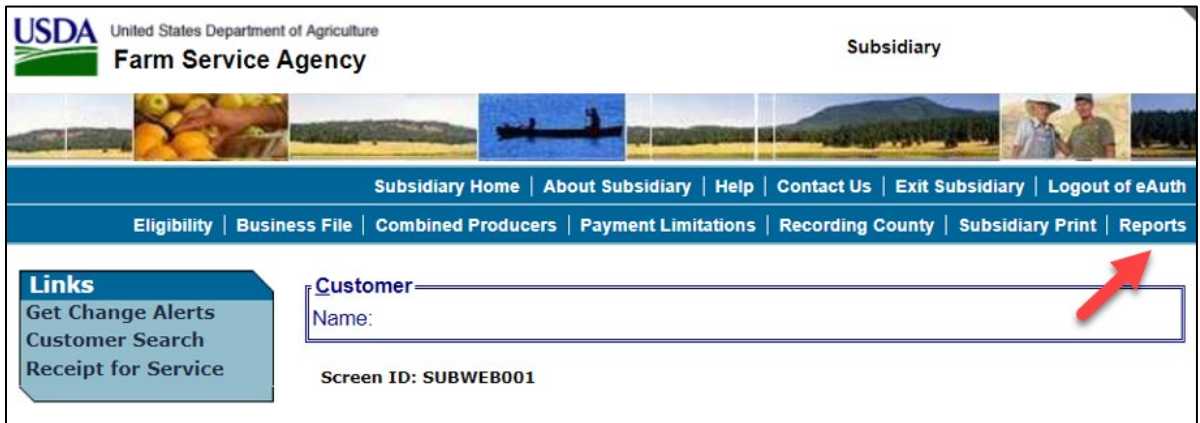 USDA United States Department of Agriculture
Farm Service Agency
Subsidiary
Subsidiary Home | About Subsidiary | Help | Contact Us | Exit Subsidiary | Logout of eAuth
Eligibility | Business File | Combined Producers | Payment Limitations | Recording County | Subsidiary Print | Reports
Links
Get Change Alerts
Customer Search
Receipt for Service
Customer
Name:
Screen ID: SUBWEB001